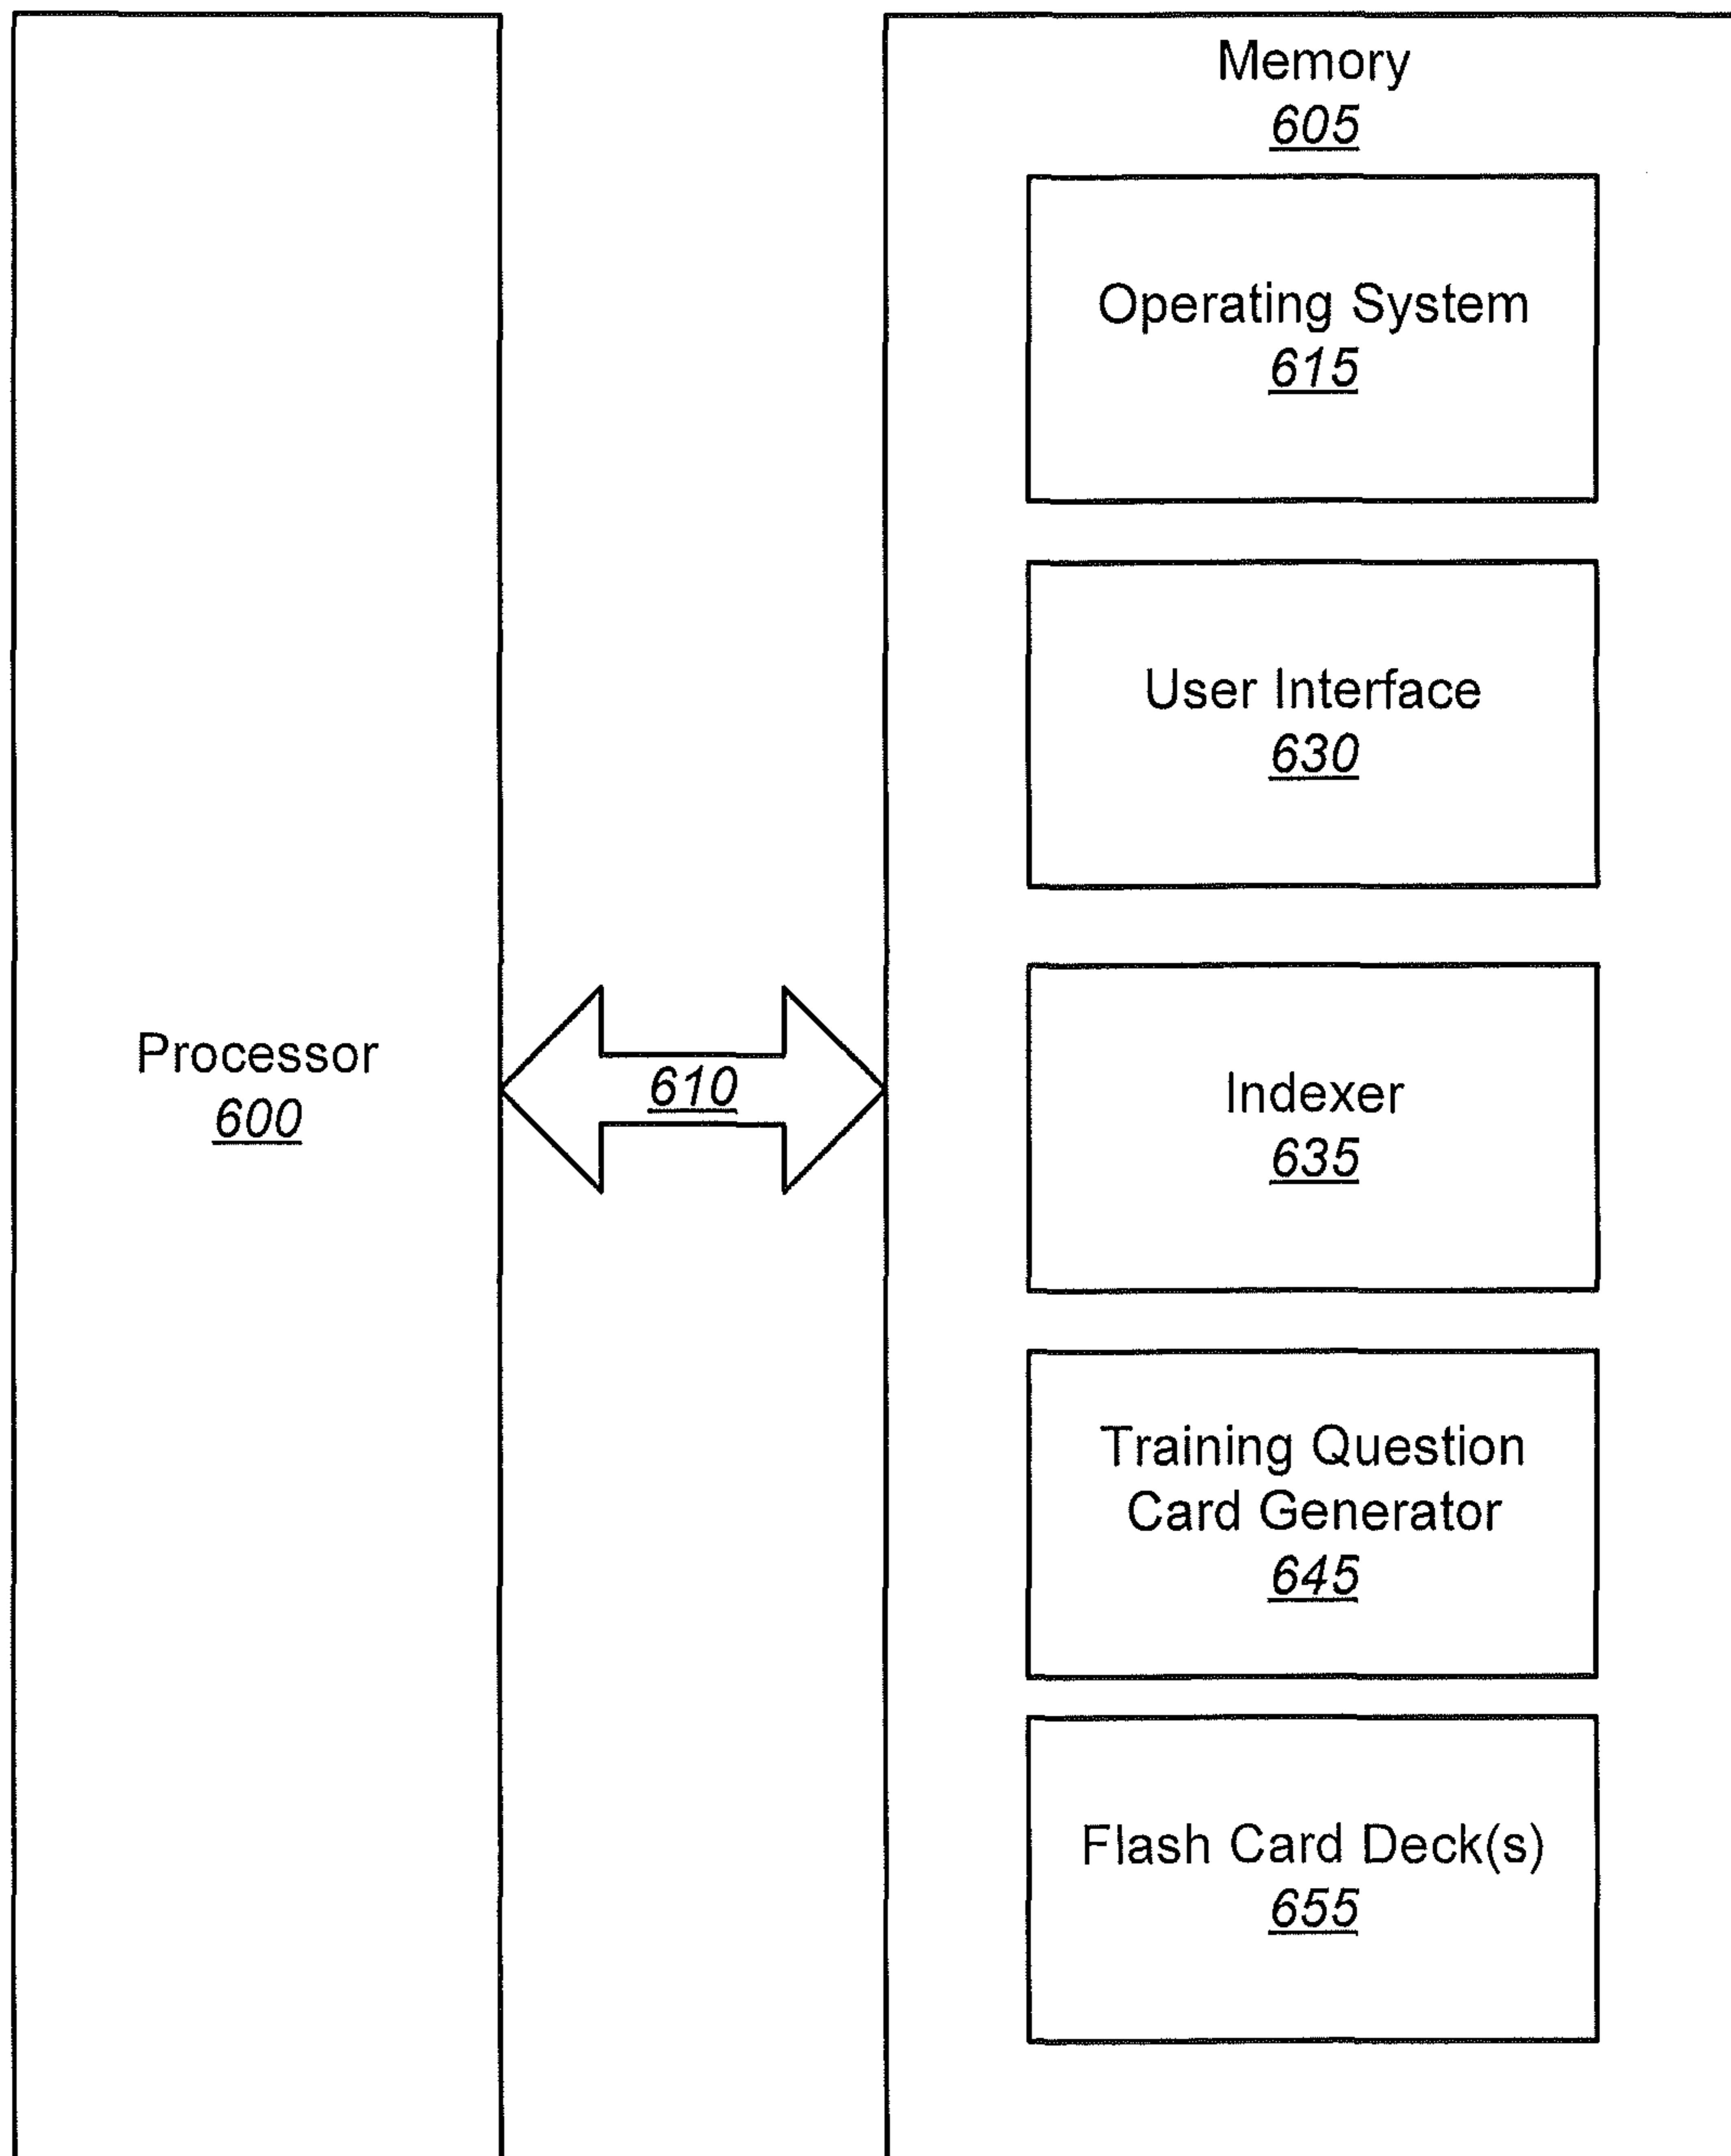 Memory
605
Operating System
615
User Interface
630
Processor
600
610
Indexer
635
Training Question
Card Generator
645
Flash Card Deck(s)
655